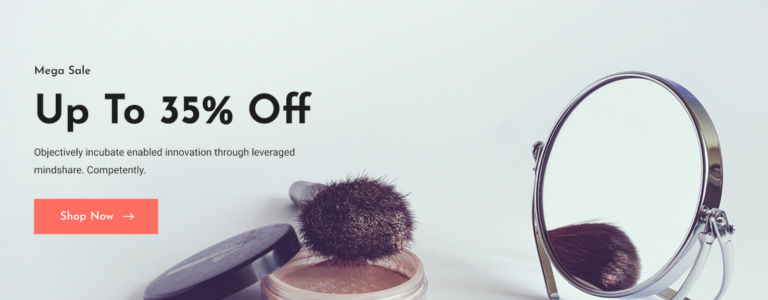 Mega Sale
Up To 35% Off
Objectively incubate enabled innovation through leveraged
mindshare. Competently.
Shop Now →